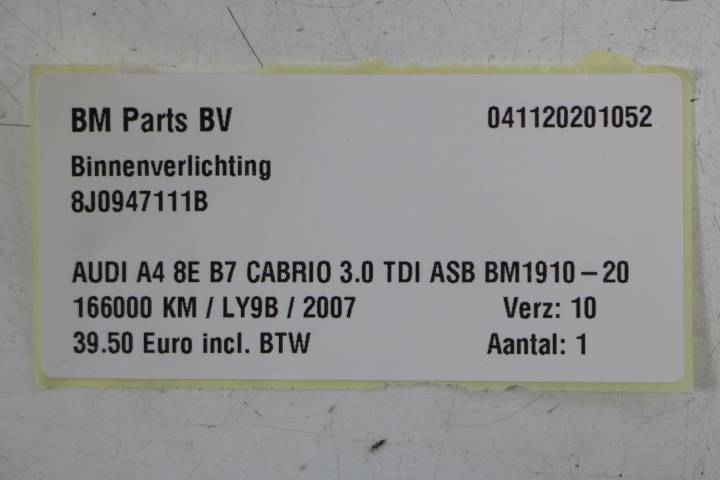 BM Parts BV 041120201052
Binnenverlichting
8J0947111B
AUDI A4 8E B7 CABRIO 3.0 TDI ASB BM1910-20
166000 KM / LY9B / 2007 Verz: 10
39.50 Euro incl. BTW Aantal: 1